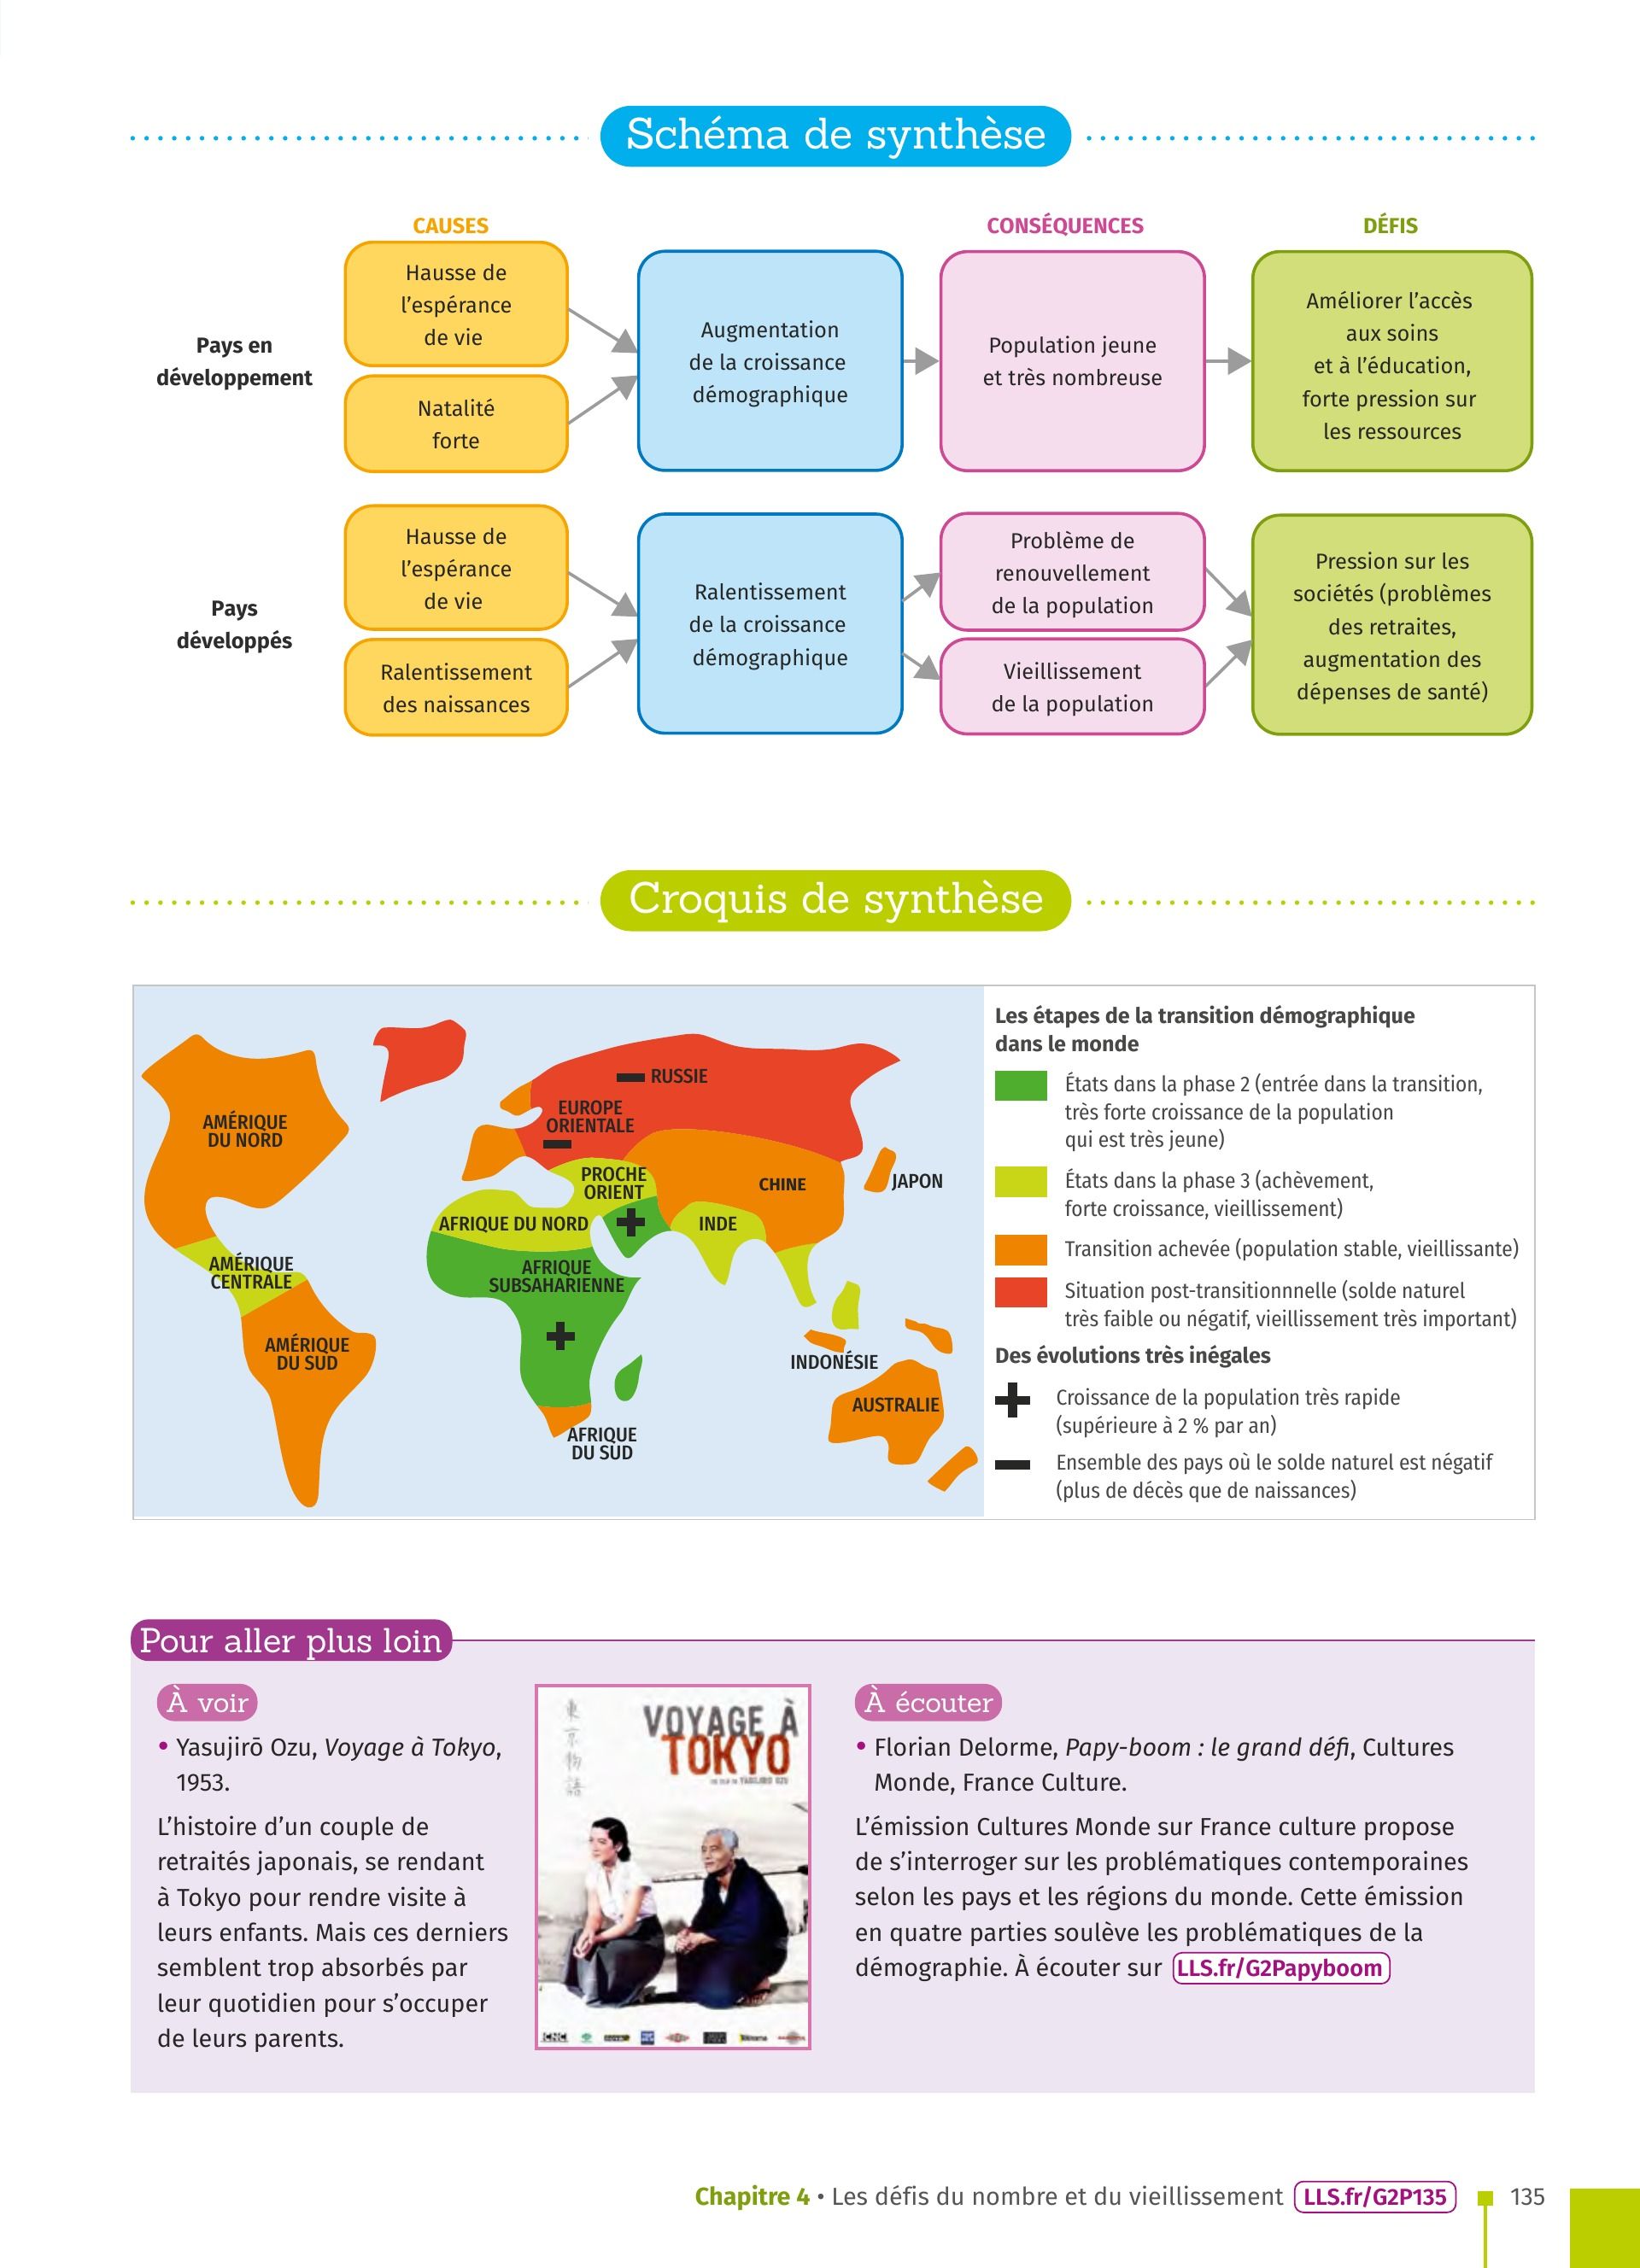 Schéma de synthèse
CAUSES
CONSÉQUENCES
DÉFIS
Pays en
développement
Hausse de
l’espérance
de vie
Natalité
forte
Augmentation
de la croissance
démographique
Population jeune
et très nombreuse
Améliorer l’accès
aux soins
et à l’éducation,
forte pression sur
les ressources
Pays
développés
Hausse de
l’espérance
de vie
Ralentissement
des naissances
Ralentissement
de la croissance
démographique
Problème de
renouvellement
de la population
Vieillissement
de la population
Pression sur les
sociétés (problèmes
des retraites,
augmentation des
dépenses de santé)
Croquis de synthèse
AMÉRIQUE
DU NORD
AMÉRIQUE
CENTRALE
AMÉRIQUE
DU SUD
RUSSIE
EUROPE
ORIENTALE
PROCHE
ORIENT
AFRIQUE DU NORD
AFRIQUE
SUBSAHARIENNE
AFRIQUE
DU SUD
CHINE
INDE
JAPON
INDONÉSIE
AUSTRALIE
Les étapes de la transition démographique
dans le monde
États dans la phase 2 (entrée dans la transition,
très forte croissance de la population
qui est très jeune)
États dans la phase 3 (achèvement,
forte croissance, vieillissement)
Transition achevée (population stable, vieillissante)
Situation post-transitionnnelle (solde naturel
très faible ou négatif, vieillissement très important)
Des évolutions très inégales
Croissance de la population très rapide
(supérieure à 2 % par an)
Ensemble des pays où le solde naturel est négatif
(plus de décès que de naissances)
Pour aller plus loin
À voir
• Yasujirō Ozu, Voyage à Tokyo,
1953.
L’histoire d’un couple de
retraités japonais, se rendant
à Tokyo pour rendre visite à
leurs enfants. Mais ces derniers
semblent trop absorbés par
leur quotidien pour s’occuper
de leurs parents.
東
京
物
語
VOYAGE À
TOKYO
UN FILM DE YASUJIRO OZU
CNC
À écouter
• Florian Delorme, Papy-boom : le grand défi, Cultures
Monde, France Culture.
L’émission Cultures Monde sur France culture propose
de s’interroger sur les problématiques contemporaines
selon les pays et les régions du monde. Cette émission
en quatre parties soulève les problématiques de la
démographie. À écouter sur LLS.fr/G2Papyboom
Chapitre 4 • Les défis du nombre et du vieillissement LLS.fr/G2P135 135